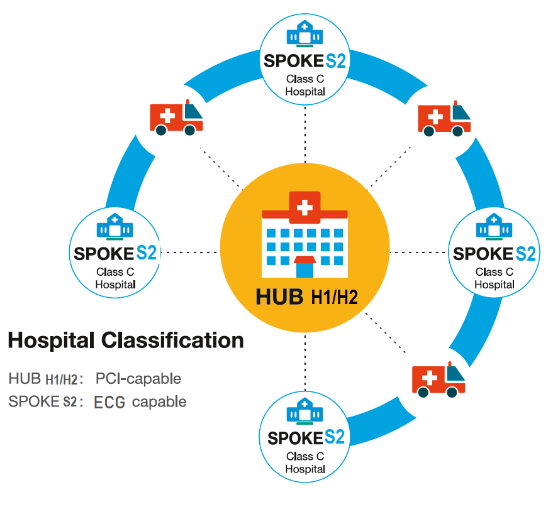 SPOKE S2
Class C
Hospital
SPOKE S2
Class C
Hospital
SPOKE S2
Class C
Hospital
HUB H1/H2
Hospital Classification
HUB H1/H2: PCI-capable
SPOKE S2: ECG capable
SPOKE S2
Class C
Hospital